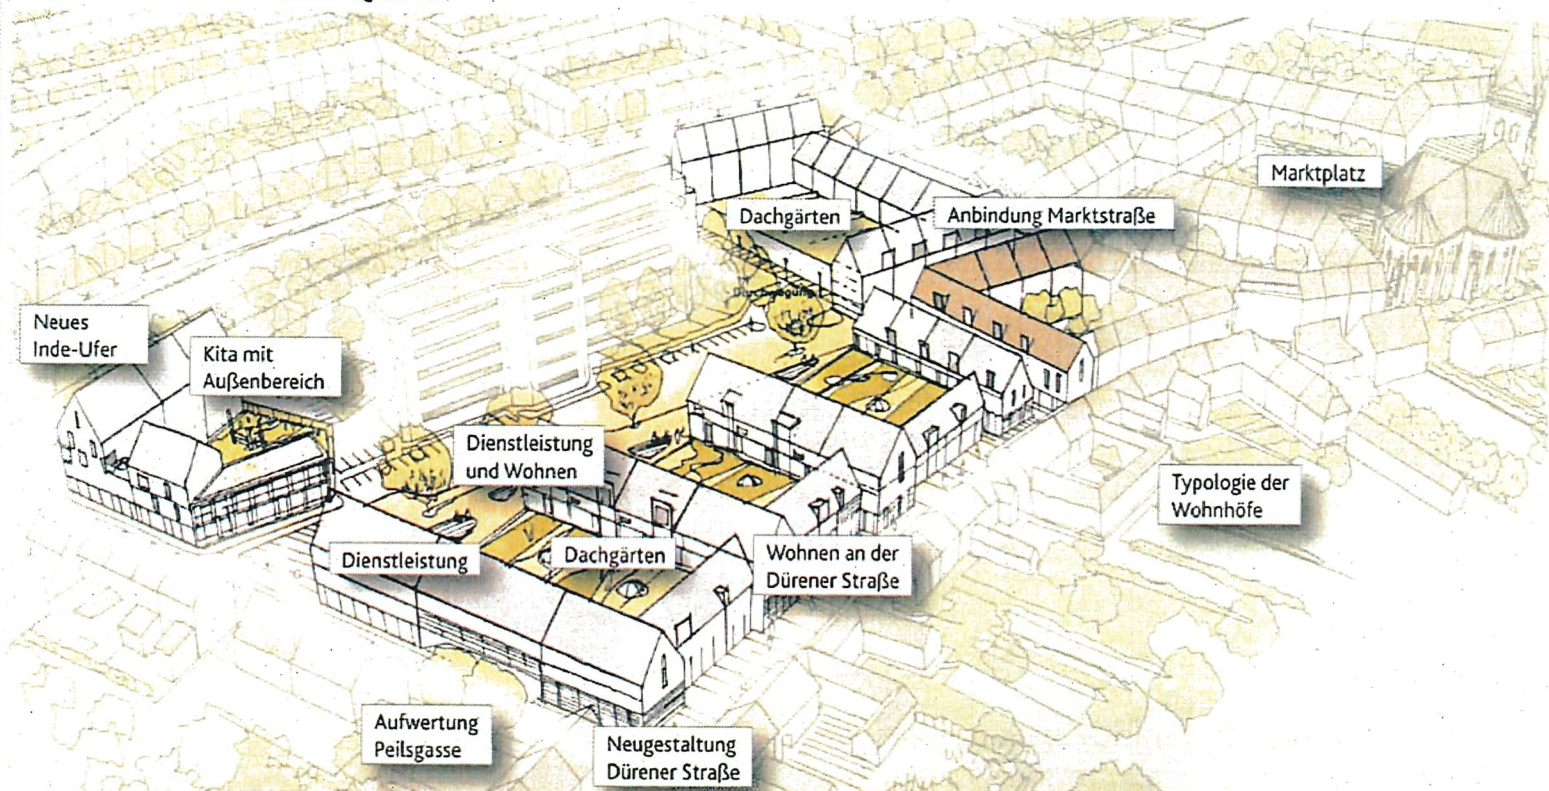 Marktplatz
Dachgärten
Anbindung Marktstraße
Neues
Inde-Ufer
Kita mit
Außenbereich
Dienstleistung
und Wohnen
Typologie der
Wohnhöfe
Dienstleistung
Dachgärten
Wohnen an der
Dürener Straße
Aufwertung
Peilsgasse
Neugestaltung
Dürener Straße